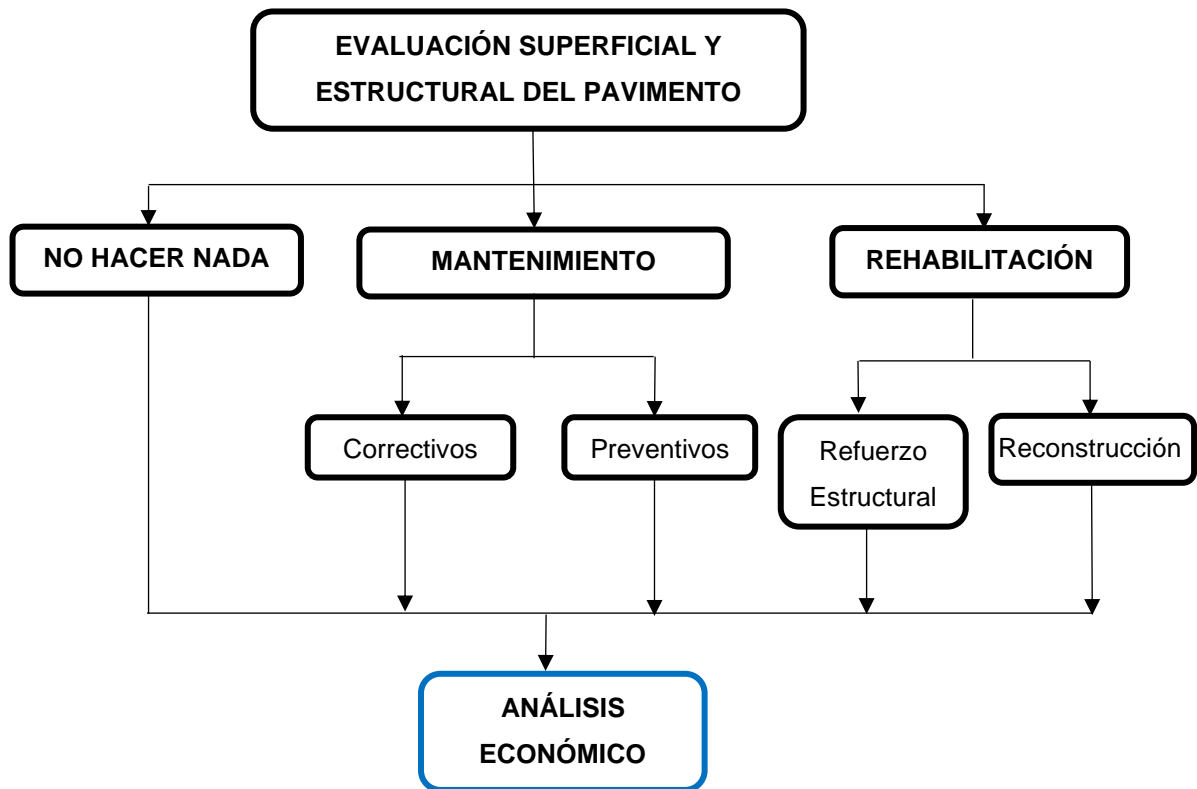 EVALUACIÓN SUPERFICIAL Y
ESTRUCTURAL DEL PAVIMENTO
NO HACER NADA
MANTENIMIENTO
REHABILITACIÓN
Correctivos
Preventivos
Refuerzo
Estructural
Reconstrucción
ANÁLISIS
ECONÓMICO